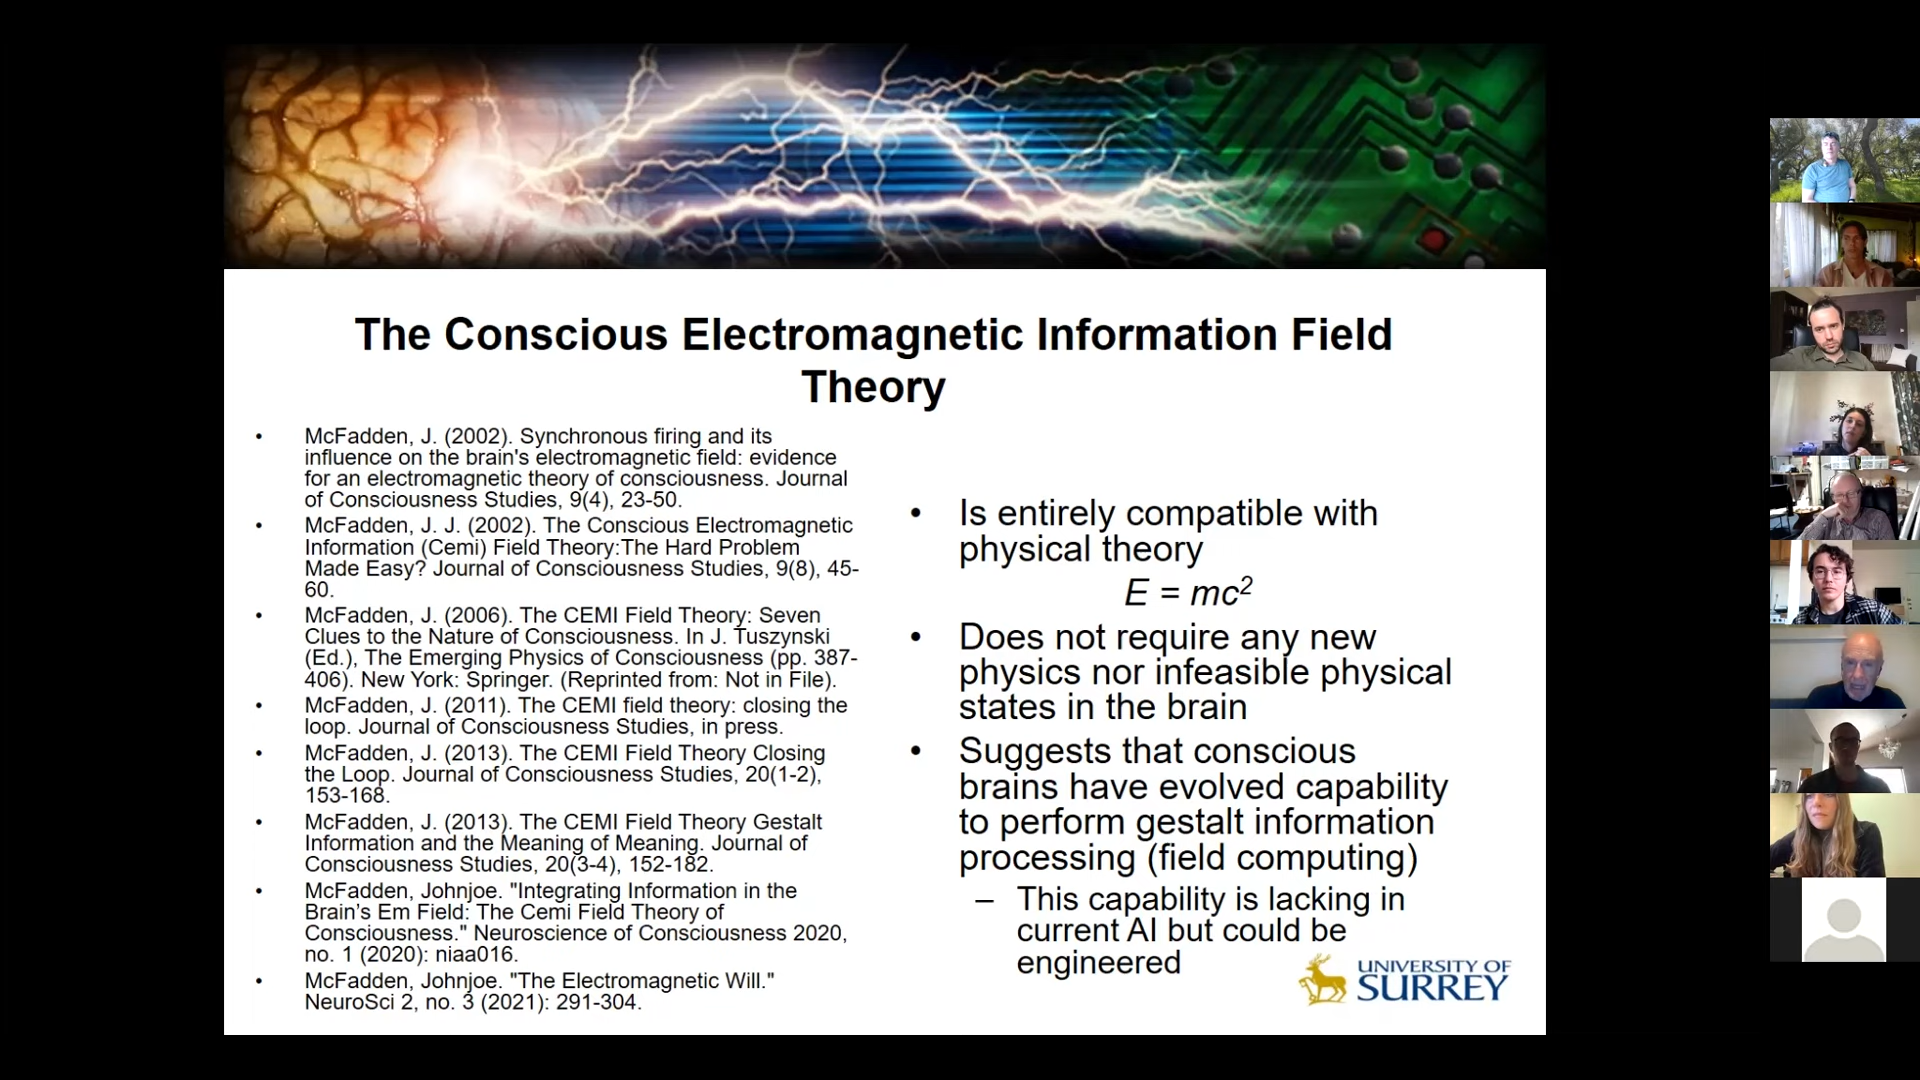 The Conscious Electromagnetic Information Field
Theory
• McFadden, J. (2002). Synchronous firing and its
influence on the brain's electromagnetic field: evidence
for an electromagnetic theory of consciousness. Journal
of Consciousness Studies, 9(4), 23-50.
• McFadden, J. J. (2002). The Conscious Electromagnetic
Information (Cemi) Field Theory:The Hard Problem
Made Easy? Journal of Consciousness Studies, 9(8), 45-
60.
• McFadden, J. (2006). The CEMI Field Theory: Seven
Clues to the Nature of Consciousness. In J. Tuszynski
(Ed.), The Emerging Physics of Consciousness (pp. 387-
406). New York: Springer. (Reprinted from: Not in File).
• McFadden, J. (2011). The CEMI field theory: closing the
loop. Journal of Consciousness Studies, in press.
• McFadden, J. (2013). The CEMI Field Theory Closing
the Loop. Journal of Consciousness Studies, 20(1-2),
153-168.
• McFadden, J. (2013). The CEMI Field Theory Gestalt
Information and the Meaning of Meaning. Journal of
Consciousness Studies, 20(3-4), 152-182.
• McFadden, Johnjoe. "Integrating Information in the
Brain’s Em Field: The Cemi Field Theory of
Consciousness." Neuroscience of Consciousness 2020,
no. 1 (2020): niaa016.
• McFadden, Johnjoe. "The Electromagnetic Will."
NeuroSci 2, no. 3 (2021): 291-304.
• Is entirely compatible with
physical theory
E = mc²
• Does not require any new
physics nor infeasible physical
states in the brain
• Suggests that conscious
brains have evolved capability
to perform gestalt information
processing (field computing)
– This capability is lacking in
current AI but could be
engineered
UNIVERSITY OF
SURREY